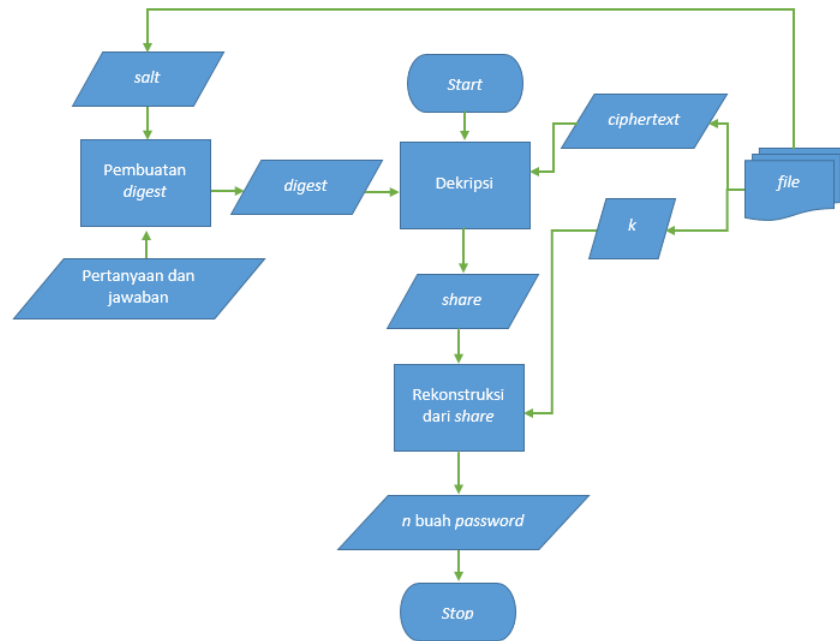 salt
Start
ciphertext
Pembuatan
digest
digest
Dekripsi
file
k
Pertanyaan dan
jawaban
share
Rekonstruksi
dari share
n buah password
Stop